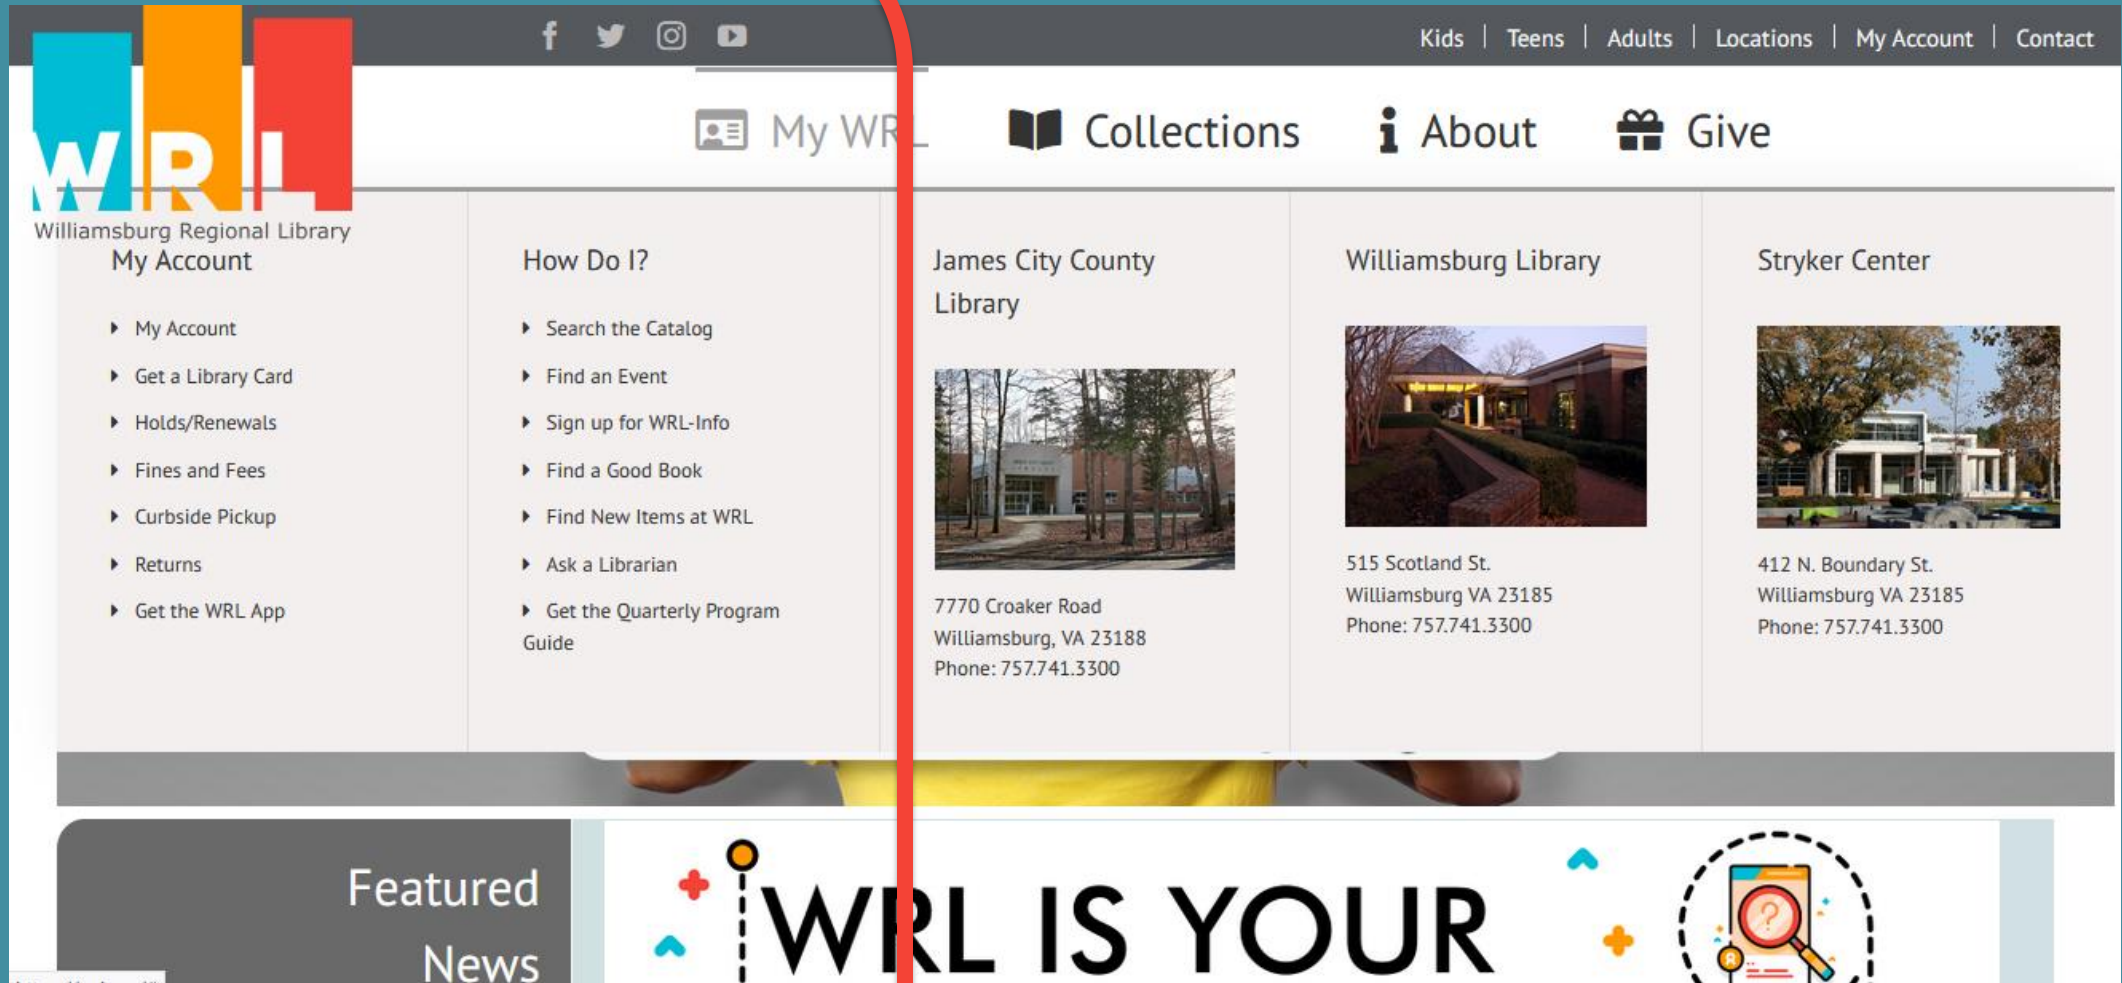 Kids | Teens | Adults | Locations | My Account | Contact
WRL
Williamsburg Regional Library
My WRL
Collections
About
Give
My Account
My Account
Get a Library Card
Holds/Renewals
Fines and Fees
Curbside Pickup
Returns
Get the WRL App
How Do I?
Search the Catalog
Find an Event
Sign up for WRL-Info
Find a Good Book
Find New Items at WRL
Ask a Librarian
Get the Quarterly Program
Guide
James City County
Library
7770 Croaker Road
Williamsburg, VA 23188
Phone: 757.741.3300
Williamsburg Library
515 Scotland St.
Williamsburg VA 23185
Phone: 757.741.3300
Stryker Center
412 N. Boundary St.
Williamsburg VA 23185
Phone: 757.741.3300
Featured
News
WRL IS YOUR